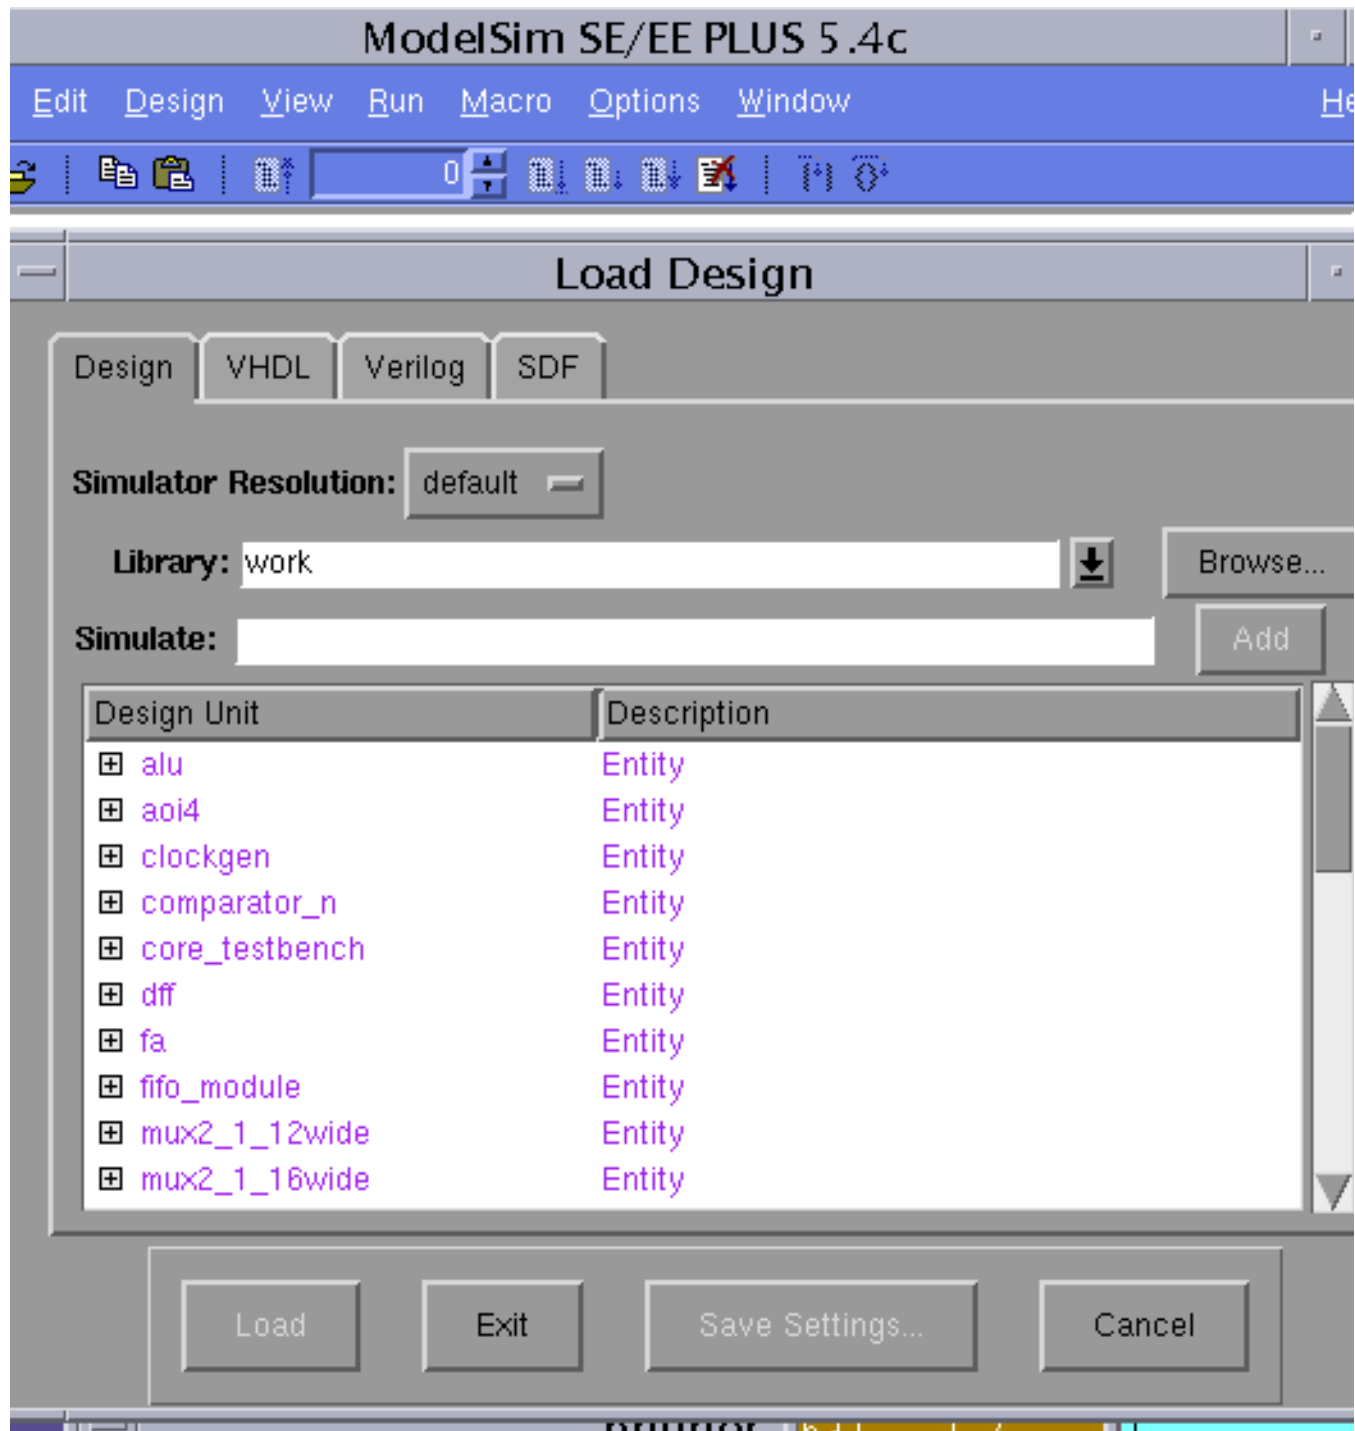 ModelSim SE/EE PLUS 5.4c
Edit Design View Run Macro Options Window He
0
Load Design
Design VHDL Verilog SDF
Simulator Resolution: default
Library: work Browse...
Simulate: Add
Design Unit Description
alu Entity
aoi4 Entity
clockgen Entity
comparator_n Entity
core_testbench Entity
dff Entity
fa Entity
fifo_module Entity
mux2_1_12wide Entity
mux2_1_16wide Entity
Load Exit Save Settings... Cancel